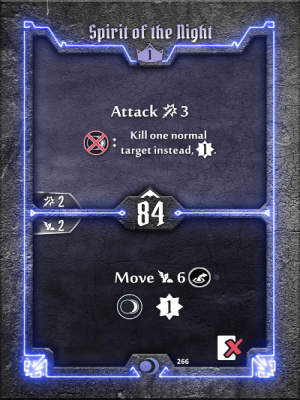 Spirit of the Night
1
Attack 3
: Kill one normal
target instead, 1.
2
84
2
Move 6
1
266